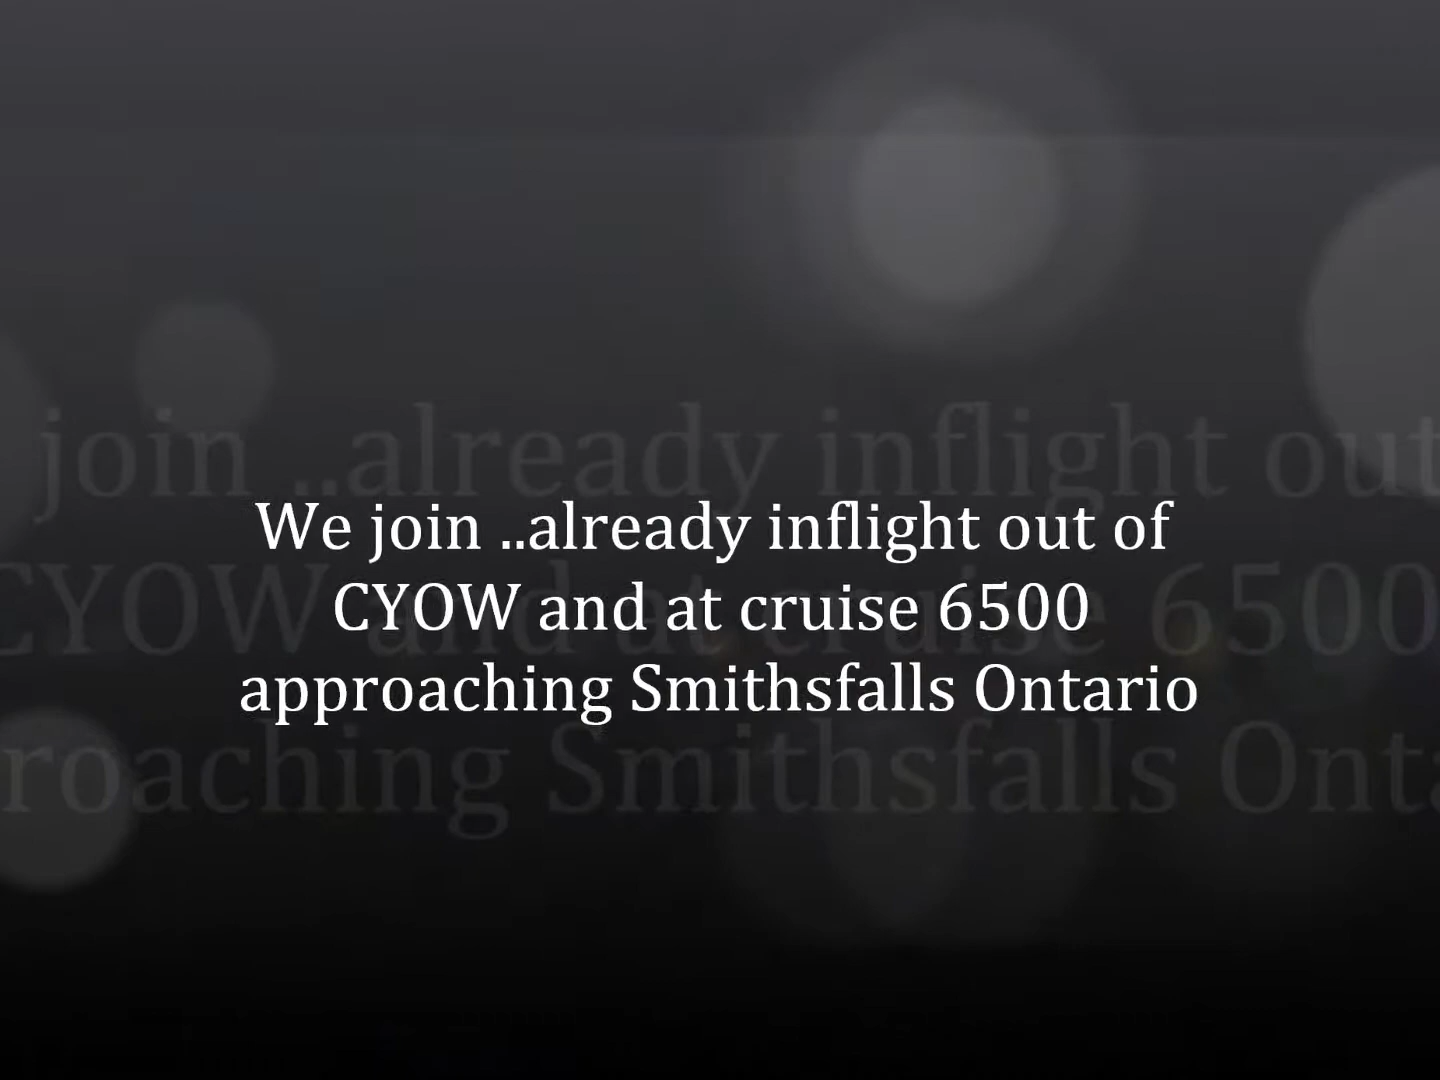 We join ..already inflight out of
CYOW and at cruise 6500
approaching Smithsfalls Ontario